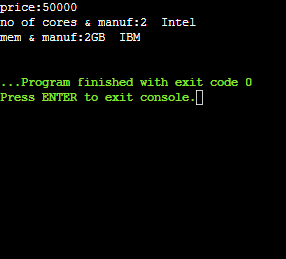 price:50000
no of cores & manuf:2  Intel
mem & manuf:2GB  IBM
...Program finished with exit code 0
Press ENTER to exit console.